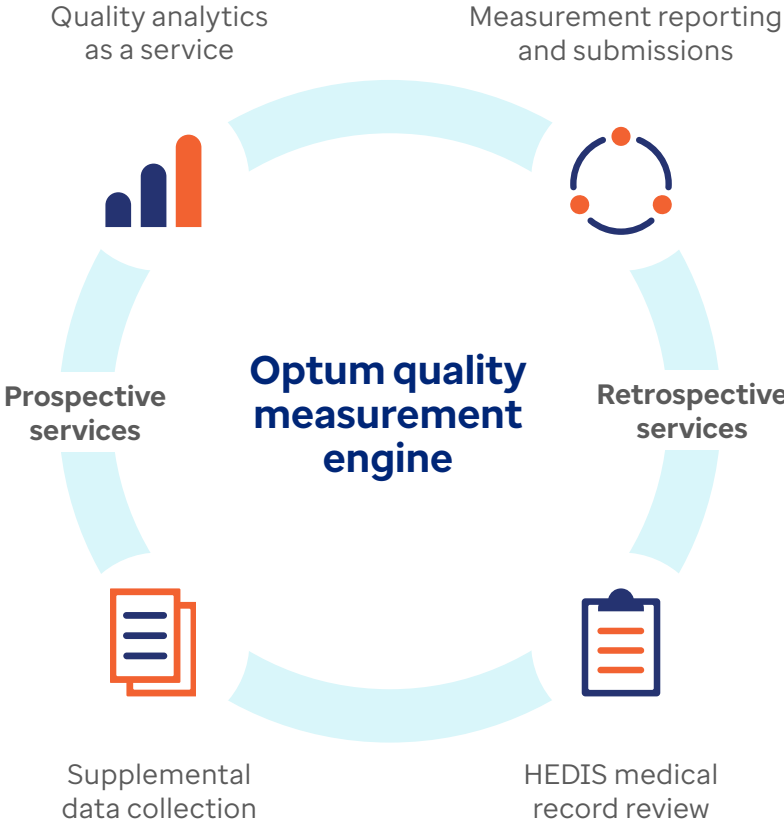 Quality analytics
as a service
Measurement reporting
and submissions
Optum quality
measurement
engine
Prospective
services
Retrospective
services
Supplemental
data collection
HEDIS medical
record review